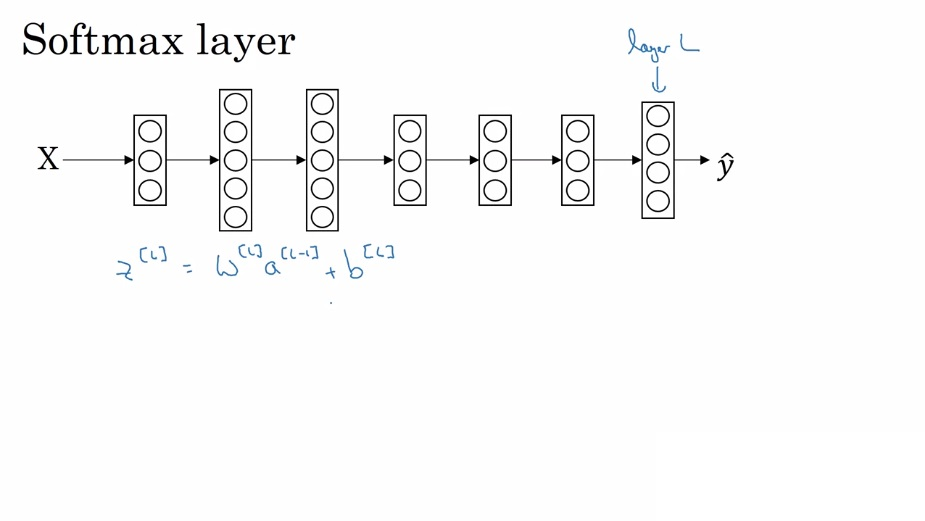 Softmax layer
layer L
X
ŷ
z^[L] = W^[L] a^[L-1] + b^[L]